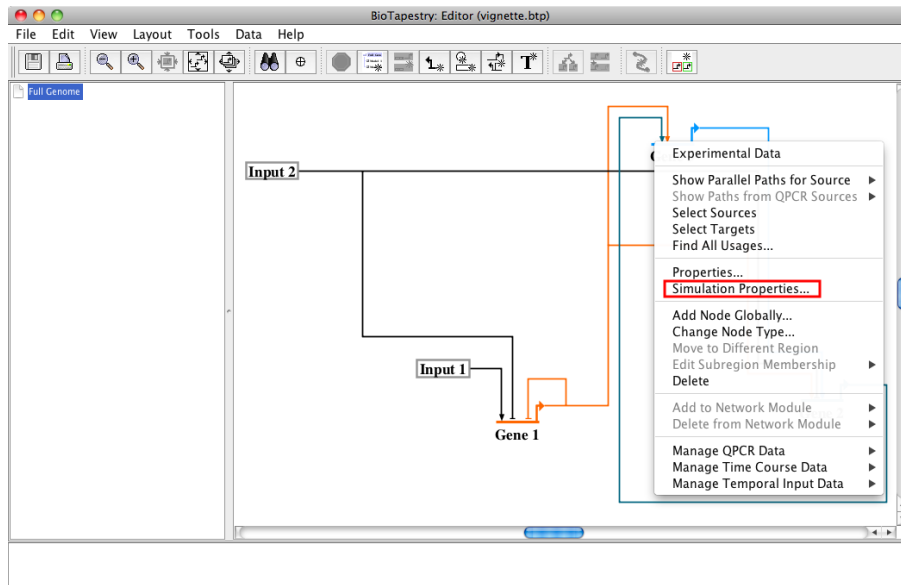 BioTapestry: Editor (vignette.btp)
File Edit View Layout Tools Data Help
Full Genome
Input 2
Input 1
Gene 1
Experimental Data
Show Parallel Paths for Source
Show Paths from QPCR Sources
Select Sources
Select Targets
Find All Usages...
Properties...
Simulation Properties...
Add Node Globally...
Change Node Type...
Move to Different Region
Edit Subregion Membership
Delete
Add to Network Module
Delete from Network Module
Manage QPCR Data
Manage Time Course Data
Manage Temporal Input Data